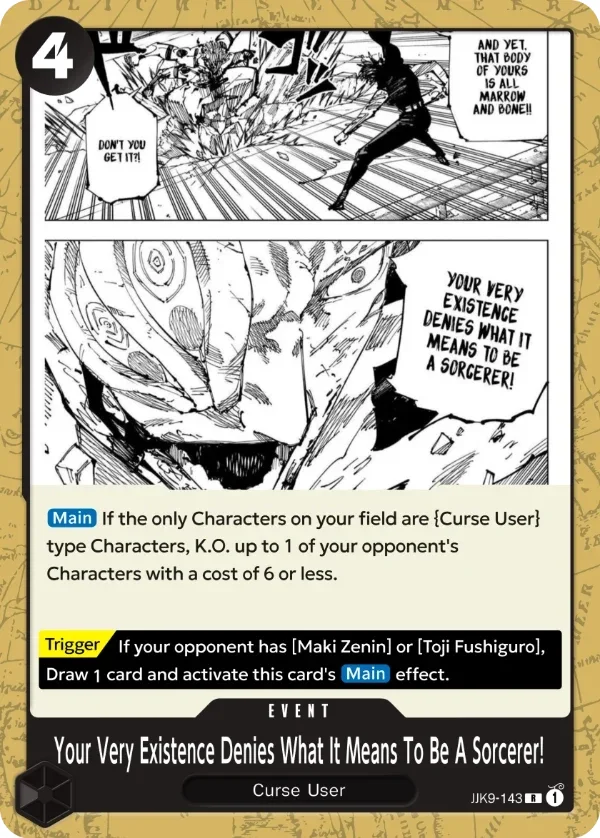 4
AND YET,
THAT BODY
OF YOURS
IS ALL
MARROW
AND BONE!!
DON'T YOU
GET IT?!
YOUR VERY
EXISTENCE
DENIES WHAT IT
MEANS TO BE
A SORCERER!
Main If the only Characters on your field are {Curse User}
type Characters, K.O. up to 1 of your opponent's
Characters with a cost of 6 or less.
Trigger If your opponent has [Maki Zenin] or [Toji Fushiguro],
Draw 1 card and activate this card's Main effect.
EVENT
Your Very Existence Denies What It Means To Be A Sorcerer!
Curse User
JJK9-143 R 1